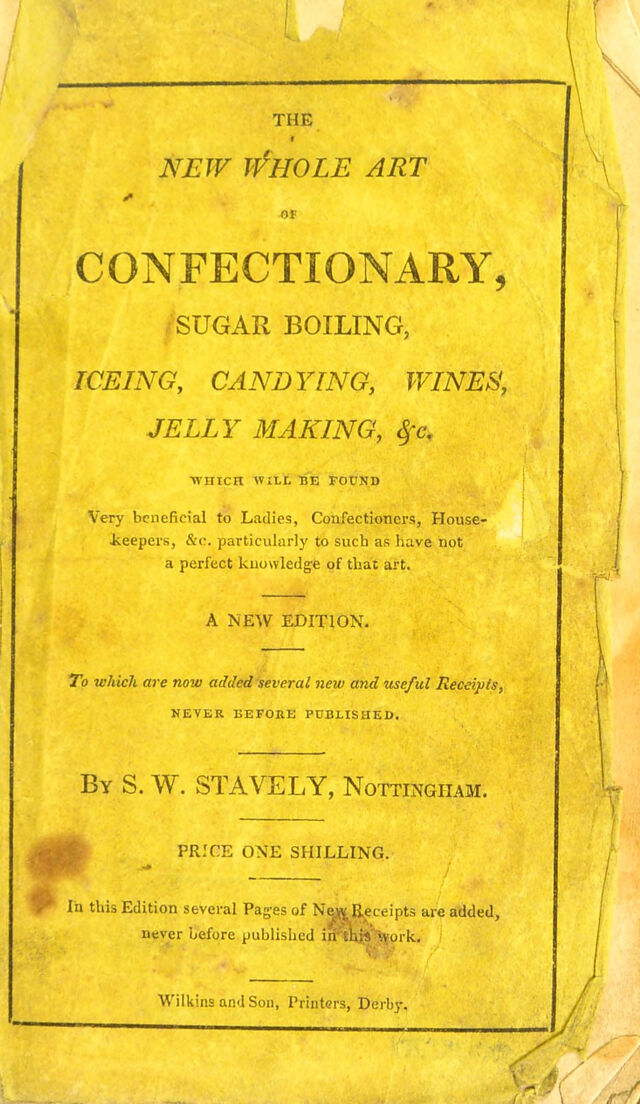 THE
NEW WHOLE ART
OF
CONFECTIONARY,
SUGAR BOILING,
ICEING, CANDYING, WINES,
JELLY MAKING, &c.
WHICH WILL BE FOUND
Very beneficial to Ladies, Confectioners, House-
keepers, &c. particularly to such as have not
a perfect knowledge of that art.
A NEW EDITION.
To which are now added several new and useful Receipts,
NEVER BEFORE PUBLISHED.
BY S. W. STAVELY, NOTTINGHAM.
PRICE ONE SHILLING.
In this Edition several Pages of New Receipts are added,
never before published in this work.
Wilkins and Son, Printers, Derby.